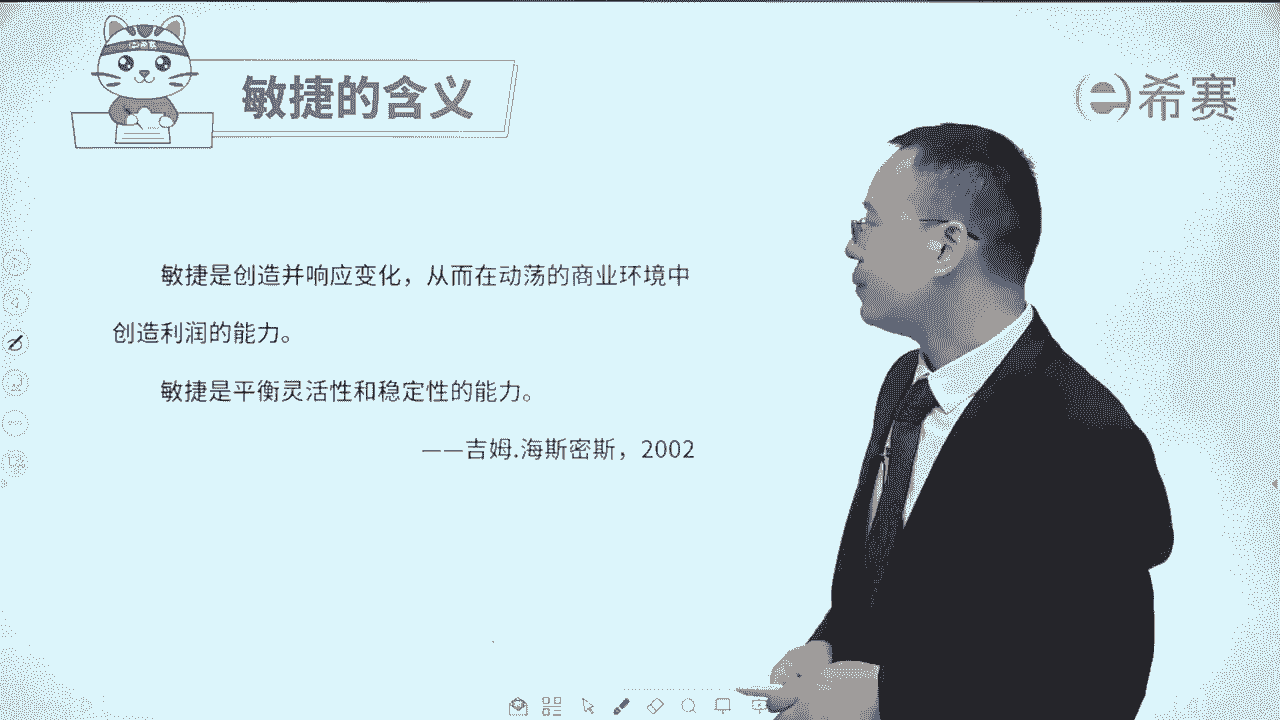 敏捷的含义
希赛
敏捷是创造并响应变化，从而在动荡的商业环境中
创造利润的能力。
敏捷是平衡灵活性和稳定性的能力。
——吉姆.海斯密斯，2002